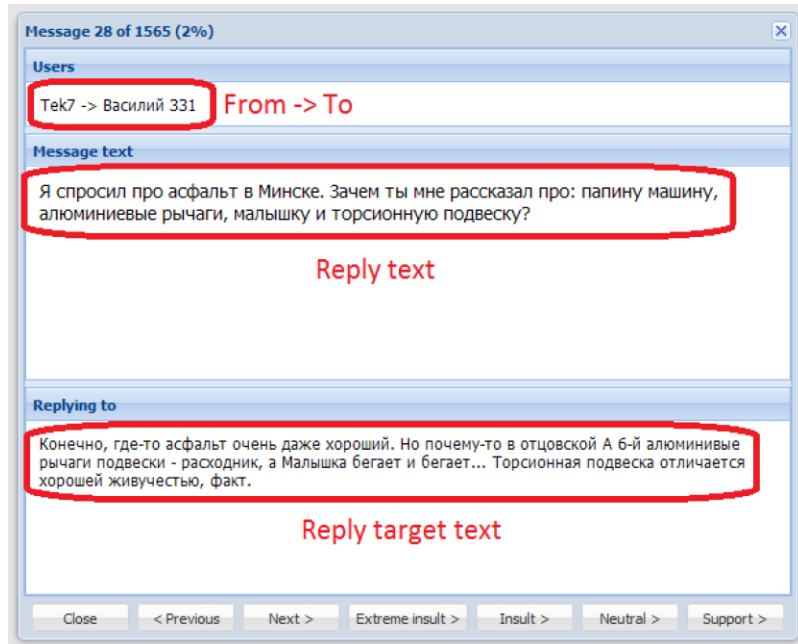 Message 28 of 1565 (2%)
Users
Tek7 -> Василий 331
From -> To
Message text
Я спросил про асфальт в Минске. Зачем ты мне рассказал про: папину машину,
алюминиевые рычаги, малышку и торсионную подвеску?
Reply text
Replying to
Конечно, где-то асфальт очень даже хороший. Но почему-то в отцовской А 6-й алюминивые
рычаги подвески - расходник, а Малышка бегает и бегает... Торсионная подвеска отличается
хорошей живучестью, факт.
Reply target text
Close < Previous Next > Extreme insult > Insult > Neutral > Support >